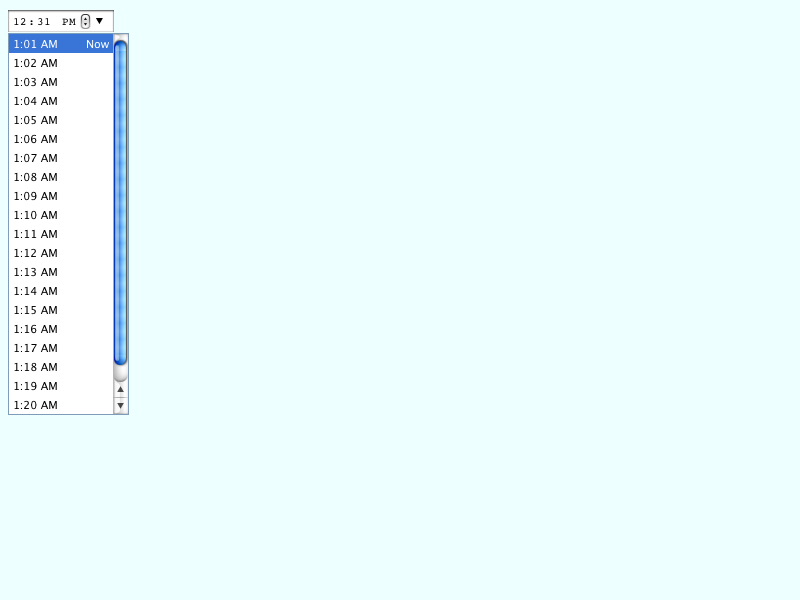 12:31 PM
1:01 AM Now
1:02 AM
1:03 AM
1:04 AM
1:05 AM
1:06 AM
1:07 AM
1:08 AM
1:09 AM
1:10 AM
1:11 AM
1:12 AM
1:13 AM
1:14 AM
1:15 AM
1:16 AM
1:17 AM
1:18 AM
1:19 AM
1:20 AM